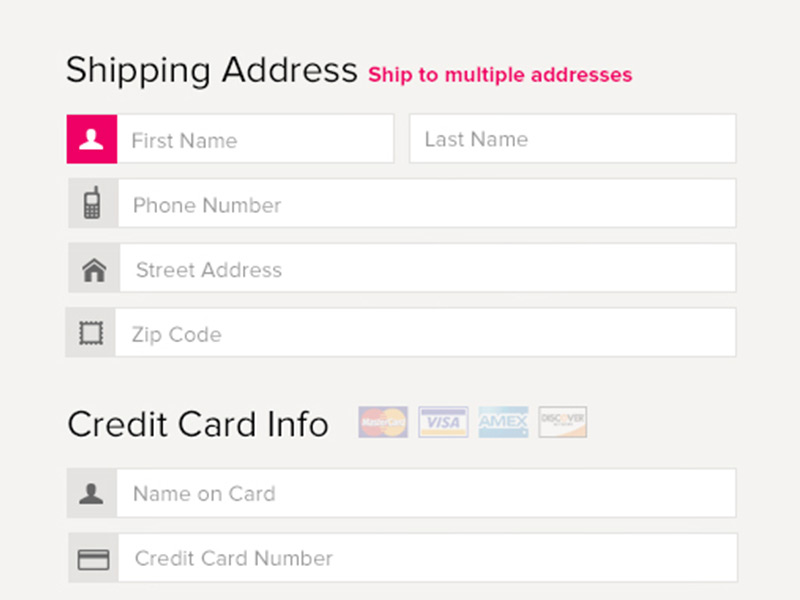 Shipping Address Ship to multiple addresses
First Name Last Name
Phone Number
Street Address
Zip Code
Credit Card Info MasterCard VISA AMEX DISCOVER
Name on Card
Credit Card Number